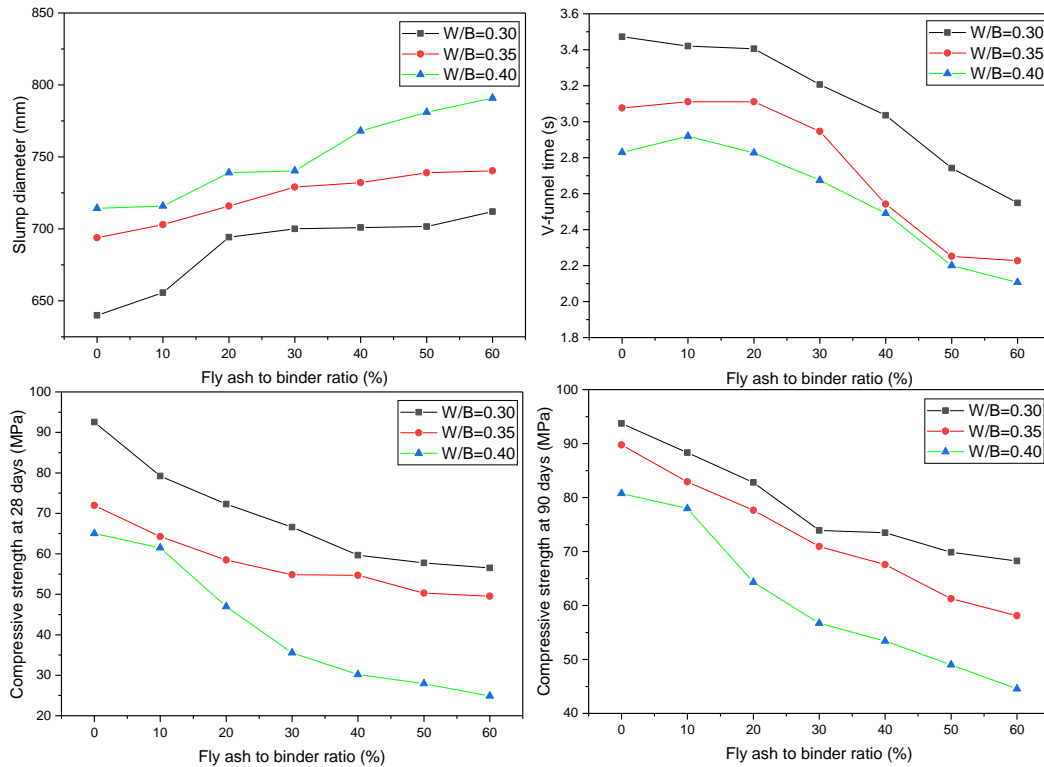 850
800
750
700
650
Slump diameter (mm)
W/B=0.30
W/B=0.35
W/B=0.40
0 10 20 30 40 50 60
Fly ash to binder ratio (%)
3.6
3.4
3.2
3.0
2.8
2.6
2.4
2.2
2.0
1.8
V-funnel time (s)
W/B=0.30
W/B=0.35
W/B=0.40
0 10 20 30 40 50 60
Fly ash to binder ratio (%)
100
90
80
70
60
50
40
30
20
Compressive strength at 28 days (MPa)
W/B=0.30
W/B=0.35
W/B=0.40
0 10 20 30 40 50 60
Fly ash to binder ratio (%)
100
90
80
70
60
50
40
Compressive strength at 90 days (MPa)
W/B=0.30
W/B=0.35
W/B=0.40
0 10 20 30 40 50 60
Fly ash to binder ratio (%)